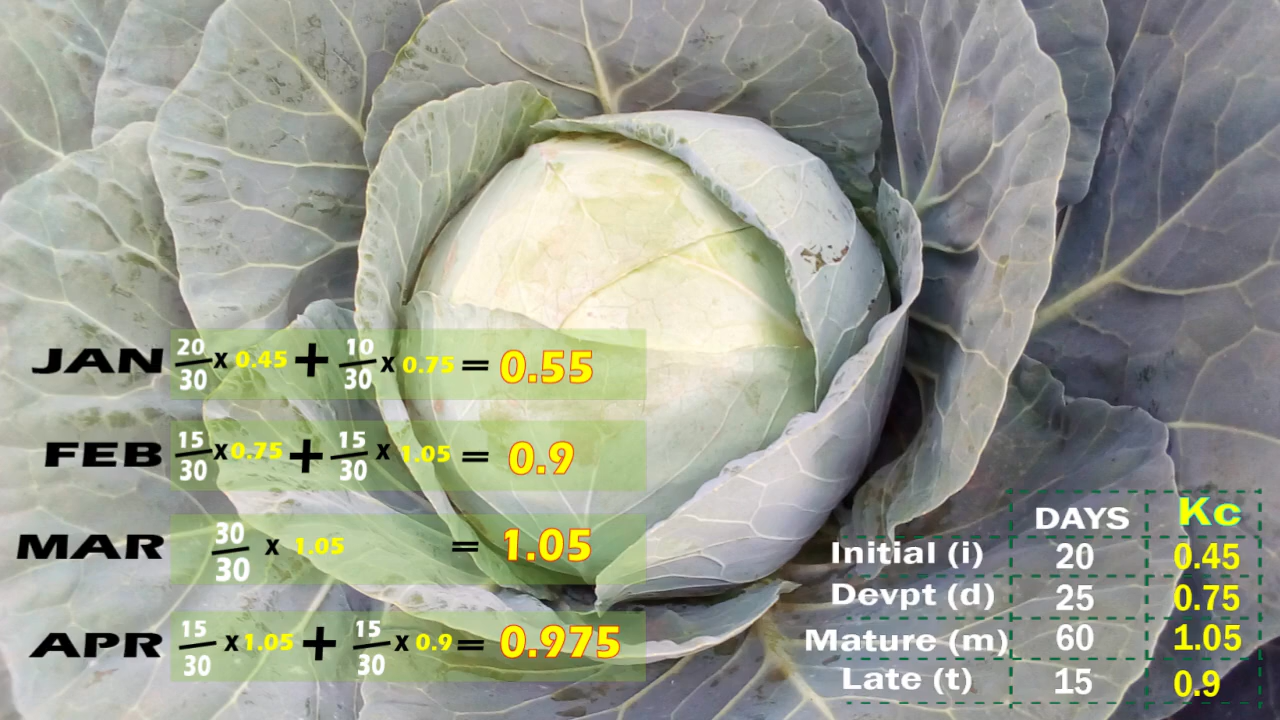 JAN 20/30 x 0.45 + 10/30 x 0.75 = 0.55
FEB 15/30 x 0.75 + 15/30 x 1.05 = 0.9
MAR 30/30 x 1.05 = 1.05
APR 15/30 x 1.05 + 15/30 x 0.9 = 0.975
DAYS Kc
Initial (i) 20 0.45
Devpt (d) 25 0.75
Mature (m) 60 1.05
Late (t) 15 0.9